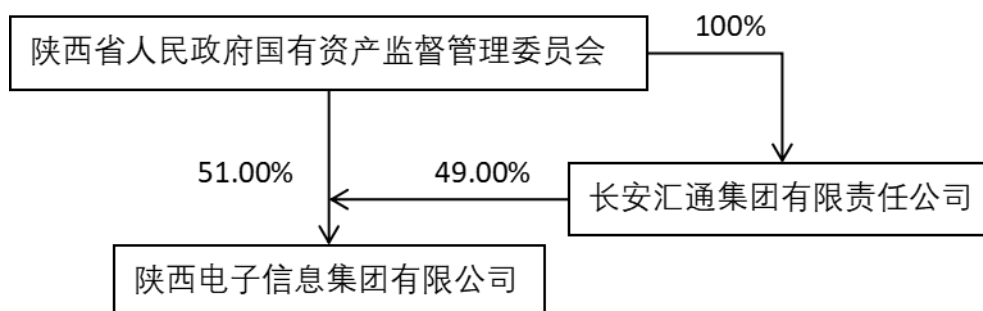 100%
陕西省人民政府国有资产监督管理委员会
51.00%
49.00%
长安汇通集团有限责任公司
陕西电子信息集团有限公司